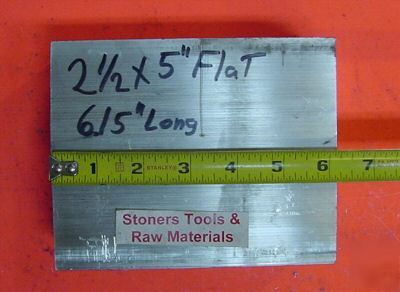 2 1/2 X 5" FlaT
6.15" Long
1 2 3 4 5 6 7
STANLEY
Stoners Tools &
Raw Materials